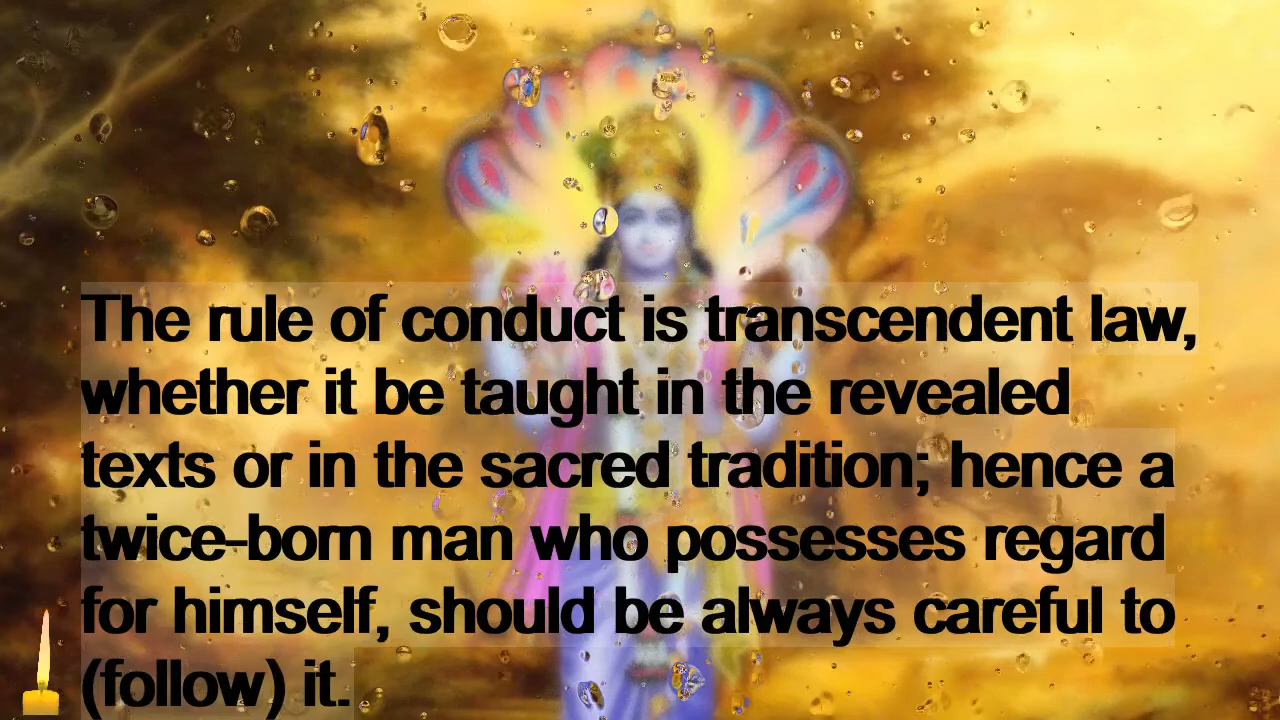 The rule of conduct is transcendent law,
whether it be taught in the revealed
texts or in the sacred tradition; hence a
twice-born man who possesses regard
for himself, should be always careful to
(follow) it.